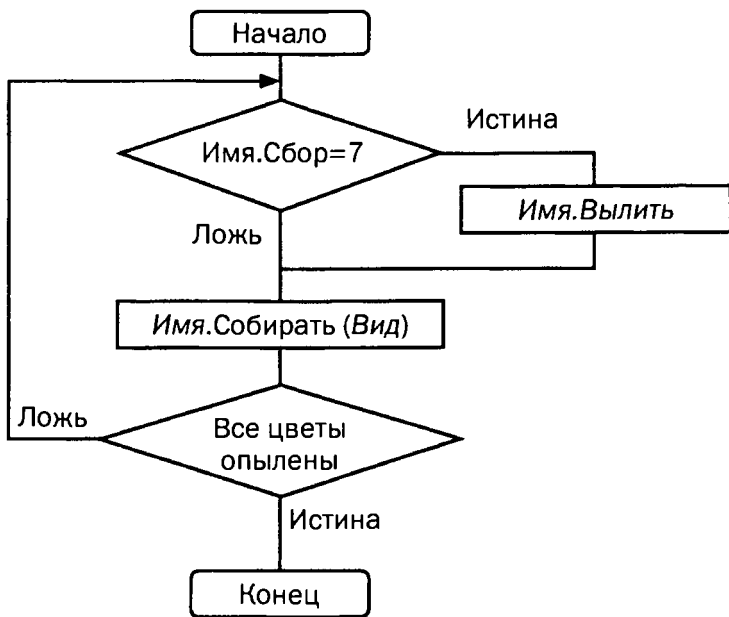 Начало
Имя.Сбор=7
Истина
Имя.Вылить
Ложь
Имя.Собирать (Вид)
Ложь
Все цветы
опылены
Истина
Конец